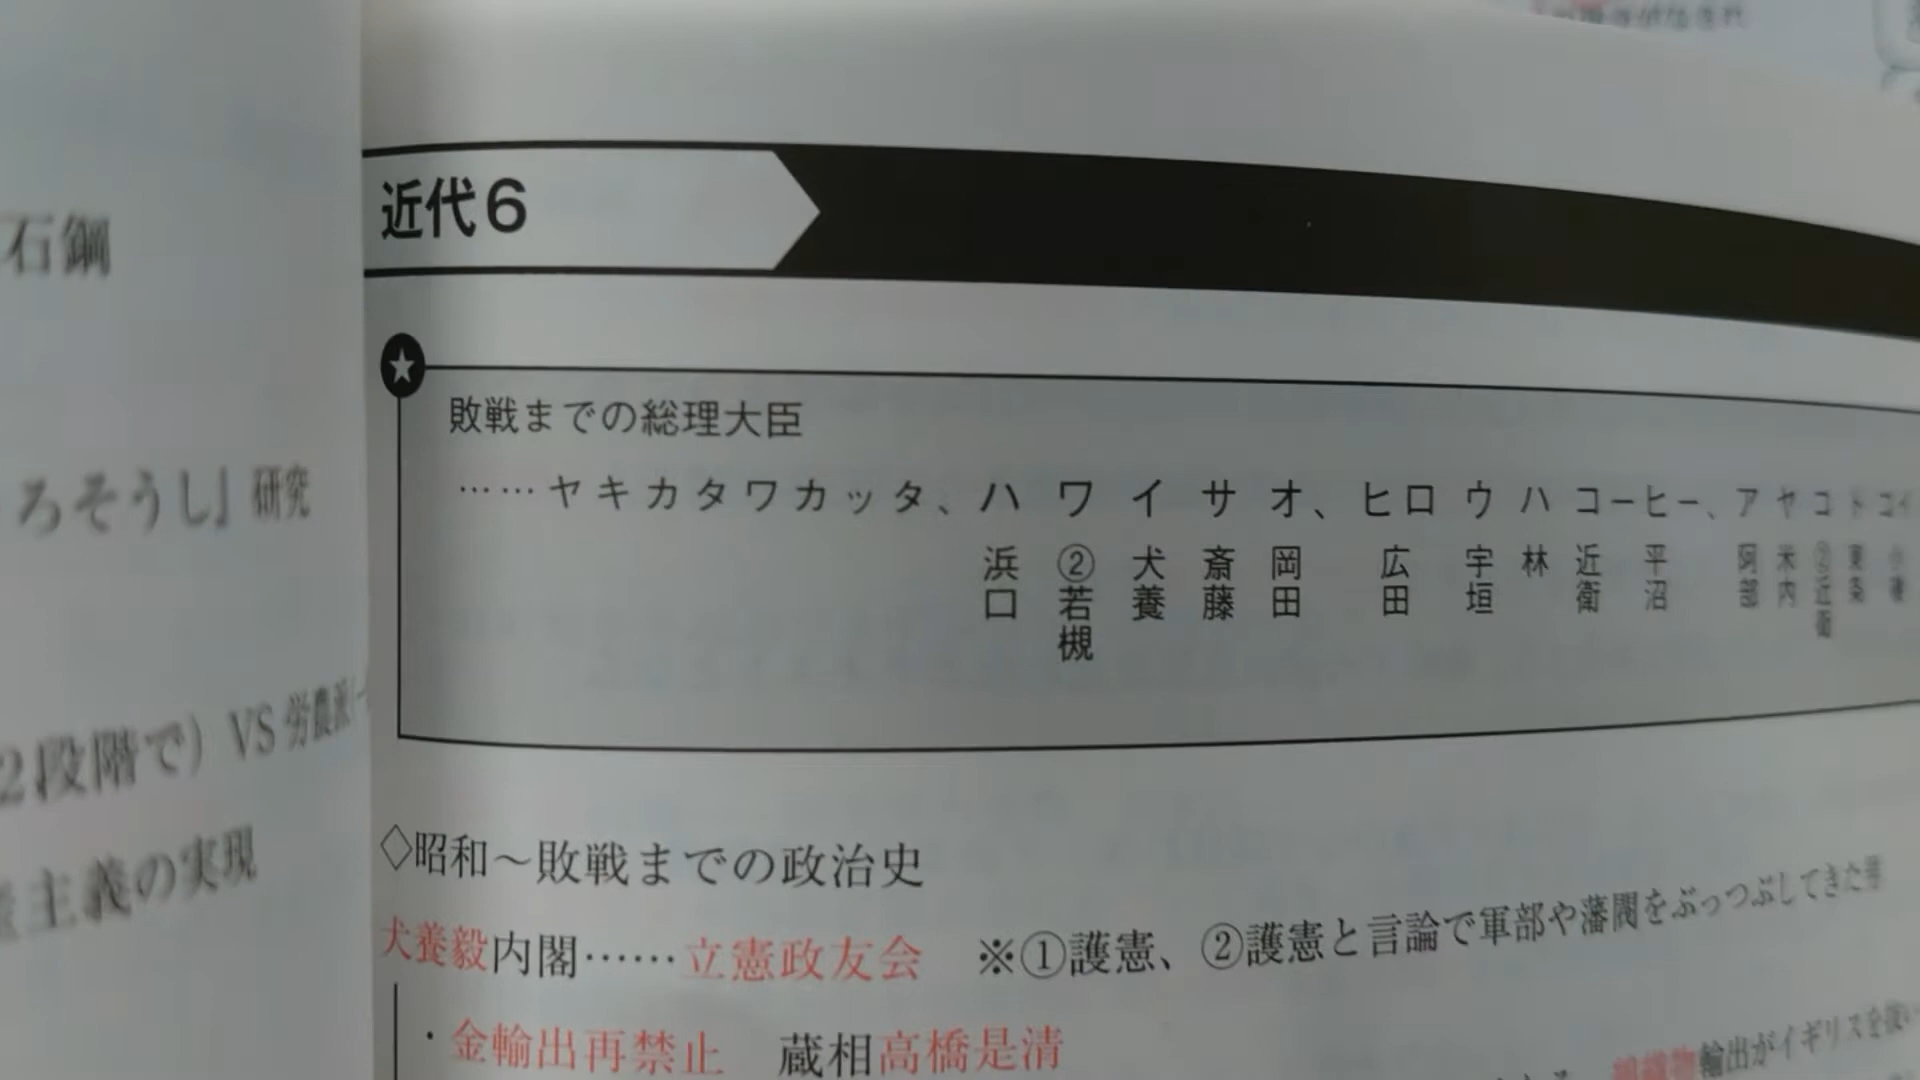 石鋼
ろそうし』研究
2段階で）VS 労農派
主義の実現
近代6
★
敗戦までの総理大臣
……ヤキカタワカッタ、ハワイサオ、ヒロウハコーヒー、アヤコトコイ
浜口 ②若槻 犬養 斎藤 岡田 広田 宇垣 林 近衛 平沼 阿部 米内 ②近衛 東条 小磯
◇昭和～敗戦までの政治史
犬養毅内閣……立憲政友会 ※①護憲、②護憲と言論で軍部や藩閥をぶっつぶしてきた
・金輸出再禁止 蔵相高橋是清
輸出がイギリスを抜い